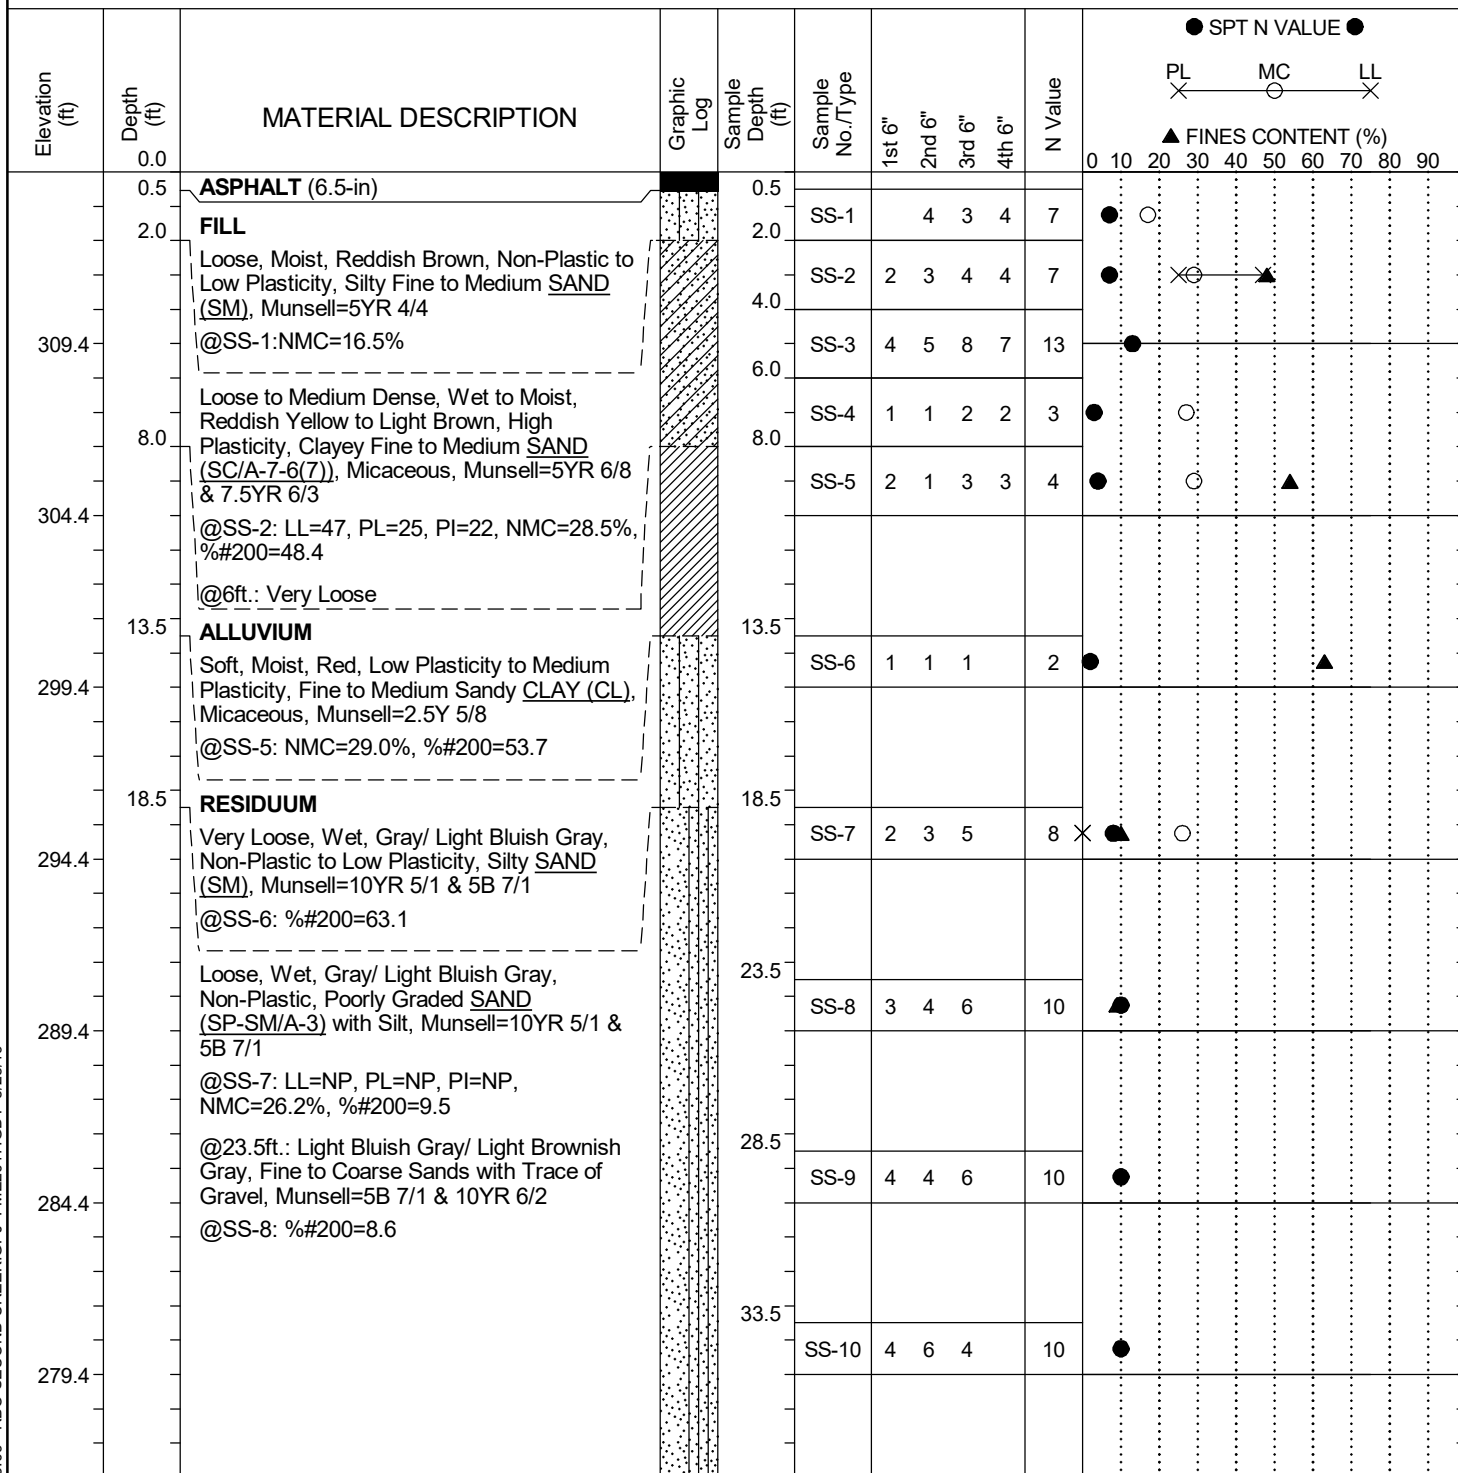 ● SPT N VALUE ●
PL MC LL
▲ FINES CONTENT (%)
0 10 20 30 40 50 60 70 80 90
Elevation (ft)
Depth (ft)
0.0
MATERIAL DESCRIPTION
Graphic Log
Sample Depth (ft)
Sample No./Type
1st 6"
2nd 6"
3rd 6"
4th 6"
N Value
0.5 ASPHALT (6.5-in) 0.5
FILL
SS-1 4 3 4 7
2.0 2.0
Loose, Moist, Reddish Brown, Non-Plastic to
Low Plasticity, Silty Fine to Medium SAND
(SM), Munsell=5YR 4/4
SS-2 2 3 4 4 7
4.0
309.4 @SS-1:NMC=16.5%
SS-3 4 5 8 7 13
6.0
Loose to Medium Dense, Wet to Moist,
Reddish Yellow to Light Brown, High
Plasticity, Clayey Fine to Medium SAND
(SC/A-7-6(7)), Micaceous, Munsell=5YR 6/8
& 7.5YR 6/3
SS-4 1 1 2 2 3
8.0 8.0
SS-5 2 1 3 3 4
304.4 @SS-2: LL=47, PL=25, PI=22, NMC=28.5%,
%#200=48.4
@6ft.: Very Loose
13.5 13.5
ALLUVIUM
Soft, Moist, Red, Low Plasticity to Medium
Plasticity, Fine to Medium Sandy CLAY (CL),
Micaceous, Munsell=2.5Y 5/8
SS-6 1 1 1 2
299.4
@SS-5: NMC=29.0%, %#200=53.7
18.5 18.5
RESIDUUM
Very Loose, Wet, Gray/ Light Bluish Gray,
Non-Plastic to Low Plasticity, Silty SAND
(SM), Munsell=10YR 5/1 & 5B 7/1
SS-7 2 3 5 8
294.4
@SS-6: %#200=63.1
23.5
Loose, Wet, Gray/ Light Bluish Gray,
Non-Plastic, Poorly Graded SAND
(SP-SM/A-3) with Silt, Munsell=10YR 5/1 &
5B 7/1
SS-8 3 4 6 10
289.4
@SS-7: LL=NP, PL=NP, PI=NP,
NMC=26.2%, %#200=9.5
28.5
@23.5ft.: Light Bluish Gray/ Light Brownish
Gray, Fine to Coarse Sands with Trace of
Gravel, Munsell=5B 7/1 & 10YR 6/2
SS-9 4 4 6 10
284.4
@SS-8: %#200=8.6
33.5
SS-10 4 6 4 10
279.4